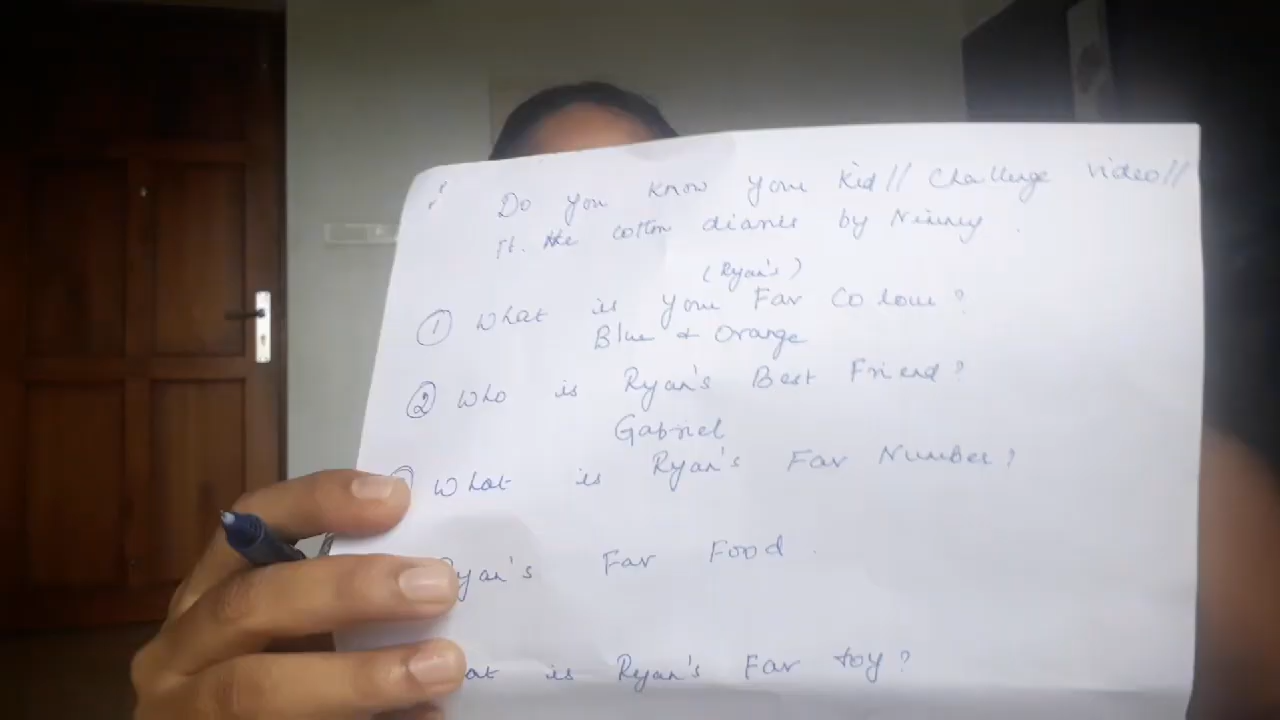 Do you know your kid// challenge video//
ft. the cotton diaries by Ninney.
(Ryan's)
① What is your Fav Colour?
Blue & Orange
② Who is Ryan's Best Friend?
Gabriel
What is Ryan's Fav Number?
Ryan's Fav Food.
at is Ryan's Fav toy?